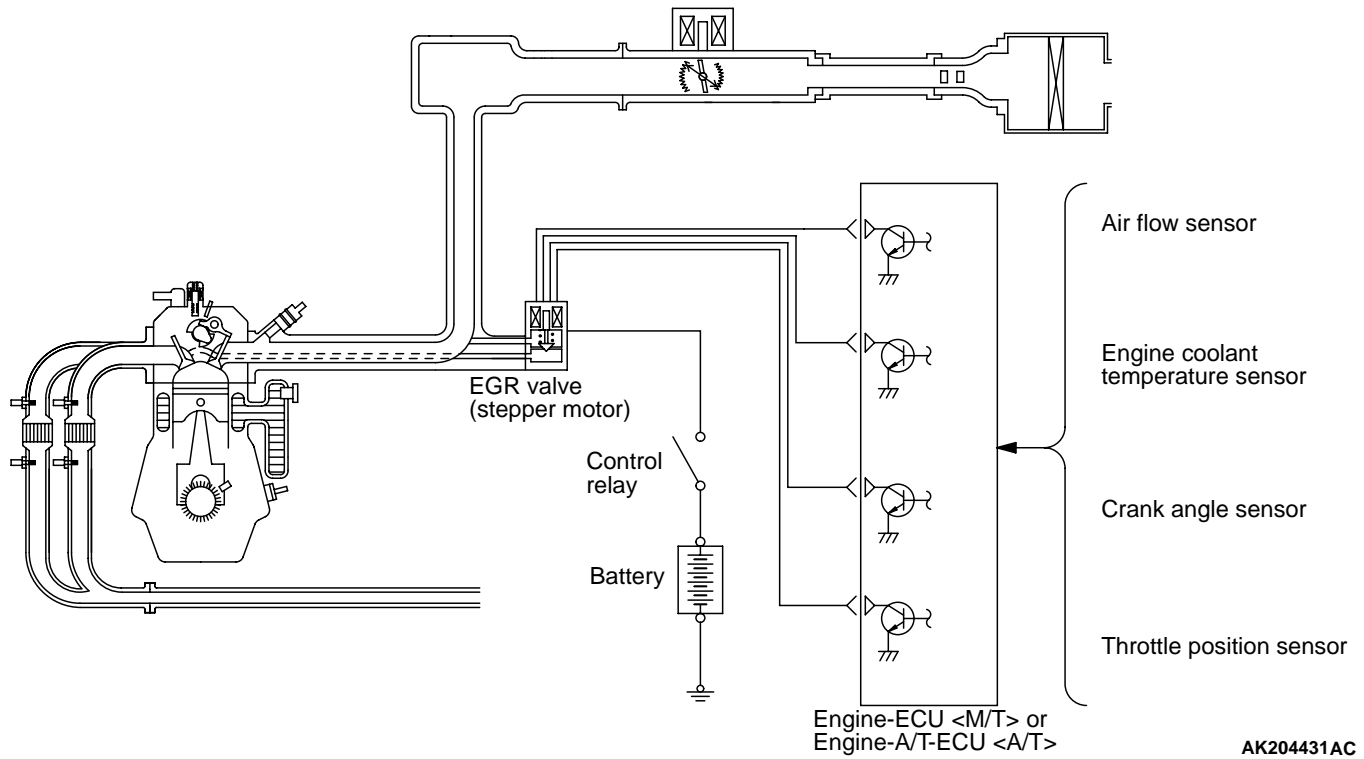 Air flow sensor
Engine coolant
temperature sensor
EGR valve
(stepper motor)
Control
relay
Crank angle sensor
Battery
Throttle position sensor
Engine-ECU <M/T> or
Engine-A/T-ECU <A/T>
AK204431AC